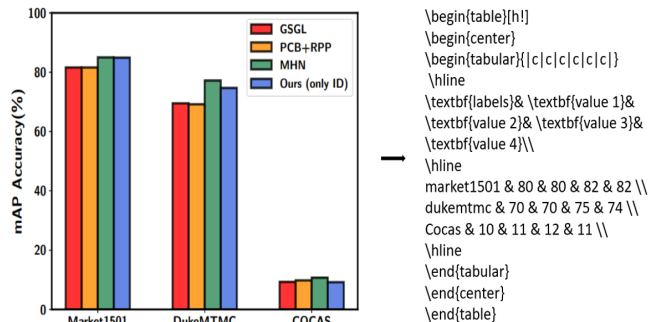 100
80
60
40
20
0
mAP Accuracy(%)
GSGL
PCB+RPP
MHN
Ours (only ID)
Market1501 DukeMTMC COCAS
\begin{table}[h!]
\begin{center}
\begin{tabular}{|c|c|c|c|c|c|}
\hline
\textbf{labels}& \textbf{value 1}&
\textbf{value 2}& \textbf{value 3}&
\textbf{value 4}\\
\hline
market1501 & 80 & 80 & 82 & 82 \\
dukemtmc & 70 & 70 & 75 & 74 \\
Cocas & 10 & 11 & 12 & 11 \\
\hline
\end{tabular}
\end{center}
\end{table}